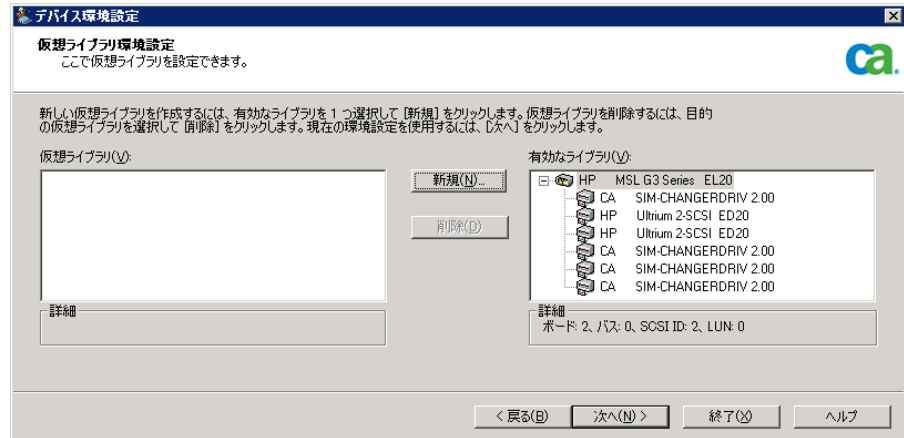 デバイス環境設定
仮想ライブラリ環境設定
ここで仮想ライブラリを設定できます。
ca.
新しい仮想ライブラリを作成するには、有効なライブラリを 1 つ選択して [新規] をクリックします。仮想ライブラリを削除するには、目的
の仮想ライブラリを選択して [削除] をクリックします。現在の環境設定を使用するには、[次へ] をクリックします。
仮想ライブラリ(V):
有効なライブラリ(V):
新規(N)...
削除(D)
HP MSL G3 Series EL20
CA SIM-CHANGERDRIV 2.00
HP Ultrium 2-SCSI ED20
HP Ultrium 2-SCSI ED20
CA SIM-CHANGERDRIV 2.00
CA SIM-CHANGERDRIV 2.00
CA SIM-CHANGERDRIV 2.00
詳細
詳細
ボード: 2、バス: 0、SCSI ID: 2、LUN: 0
< 戻る(B)
次へ(N) >
終了(X)
ヘルプ